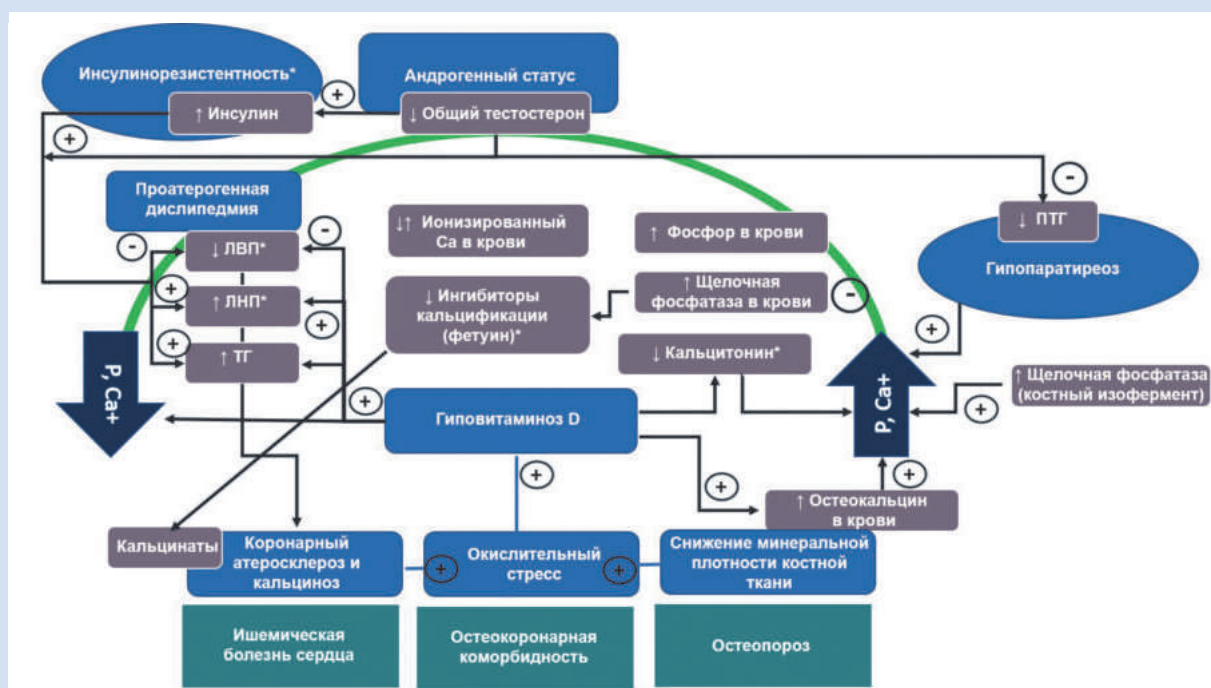 Инсулинорезистентность*
↑ Инсулин
Андрогенный статус
↓ Общий тестостерон
+
+
-
Проатерогенная
дислипедмия
-
↓ ЛВП*
-
+
↑ ЛНП*
+
+
↑ ТГ
↓↑ Ионизированный
Ca в крови
↑ Фосфор в крови
↓ ПТГ
Гипопаратиреоз
↓ Ингибиторы
кальцификации
(фетуин)*
↑ Щелочная
фосфатаза в крови
-
+
↓ Кальцитонин*
↑ Щелочная фосфатаза
(костный изофермент)
+
P, Ca+
P, Ca+
+
Гиповитаминоз D
+
+
+
↑ Остеокальцин
в крови
Кальцинаты
Коронарный
атеросклероз и
кальциноз
+
Окислительный
стресс
+
Снижение минеральной
плотности костной
ткани
Ишемическая
болезнь сердца
Остеокоронарная
коморбидность
Остеопороз